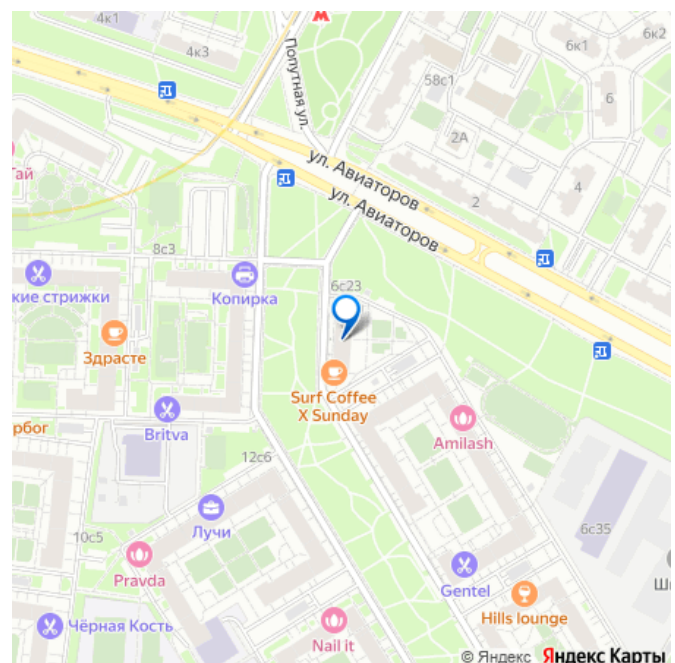 4к1
М
6к2
6к1
4к3
Попутная ул.
58с1
6
2А
ул. Авиаторов
Тай
4
ул. Авиаторов
2
8с3
6с23
кие стрижки
Копирка
Здрасте
Surf Coffee
X Sunday
рбог
Britva
Amilash
12с6
Лучи
6с35
10с5
Pravda
Gentel
Hills lounge
Чёрная Кость
Nail it
© Яндекс Яндекс Карты